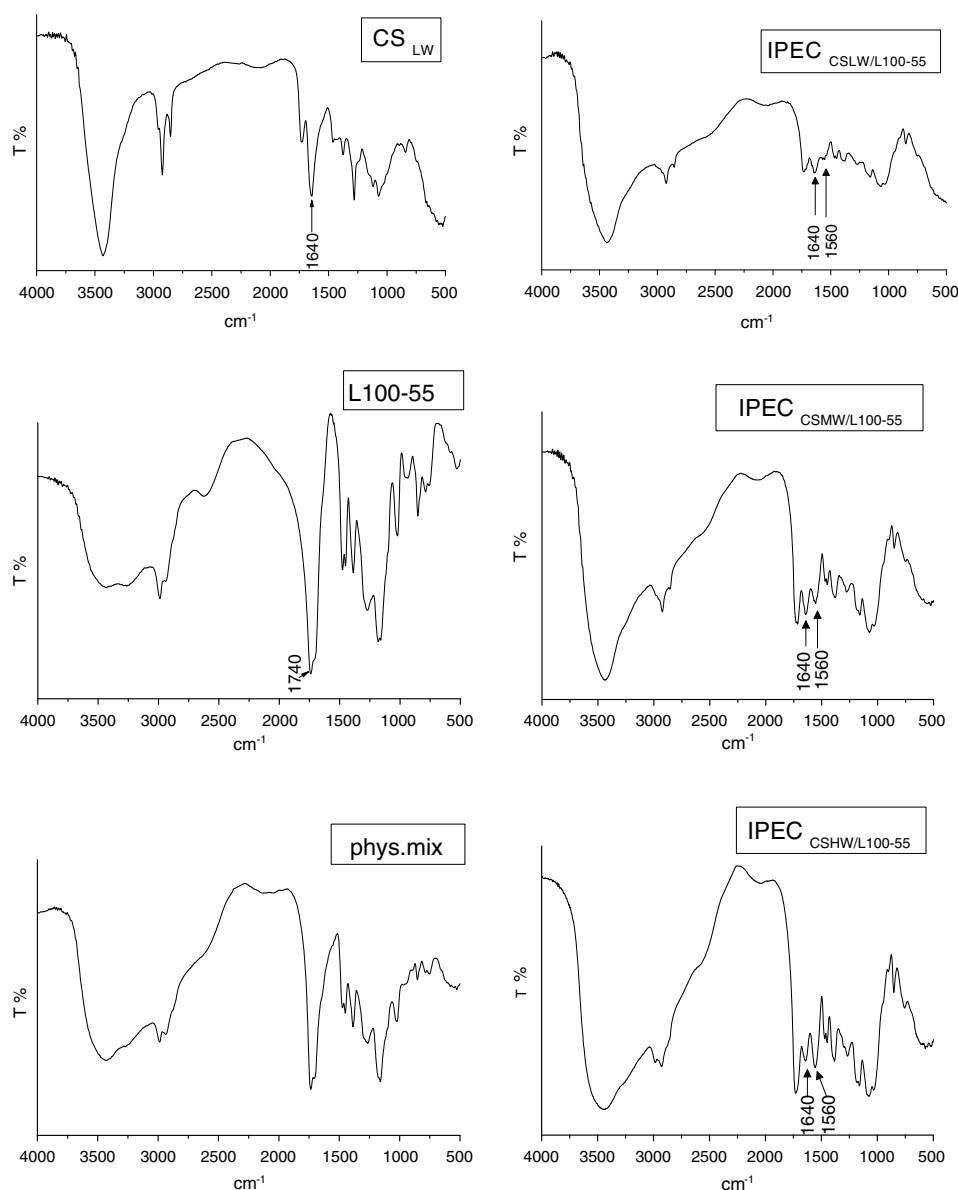 CS LW
T %
1640
4000 3500 3000 2500 2000 1500 1000 500
cm-1
IPEC CSLW/L100-55
T %
1640
1560
4000 3500 3000 2500 2000 1500 1000 500
cm-1
L100-55
T %
1740
4000 3500 3000 2500 2000 1500 1000 500
cm-1
IPEC CSMW/L100-55
T %
1640
1560
4000 3500 3000 2500 2000 1500 1000 500
cm-1
phys.mix
T %
4000 3500 3000 2500 2000 1500 1000 500
cm-1
IPEC CSHW/L100-55
T %
1640
1560
4000 3500 3000 2500 2000 1500 1000 500
cm-1